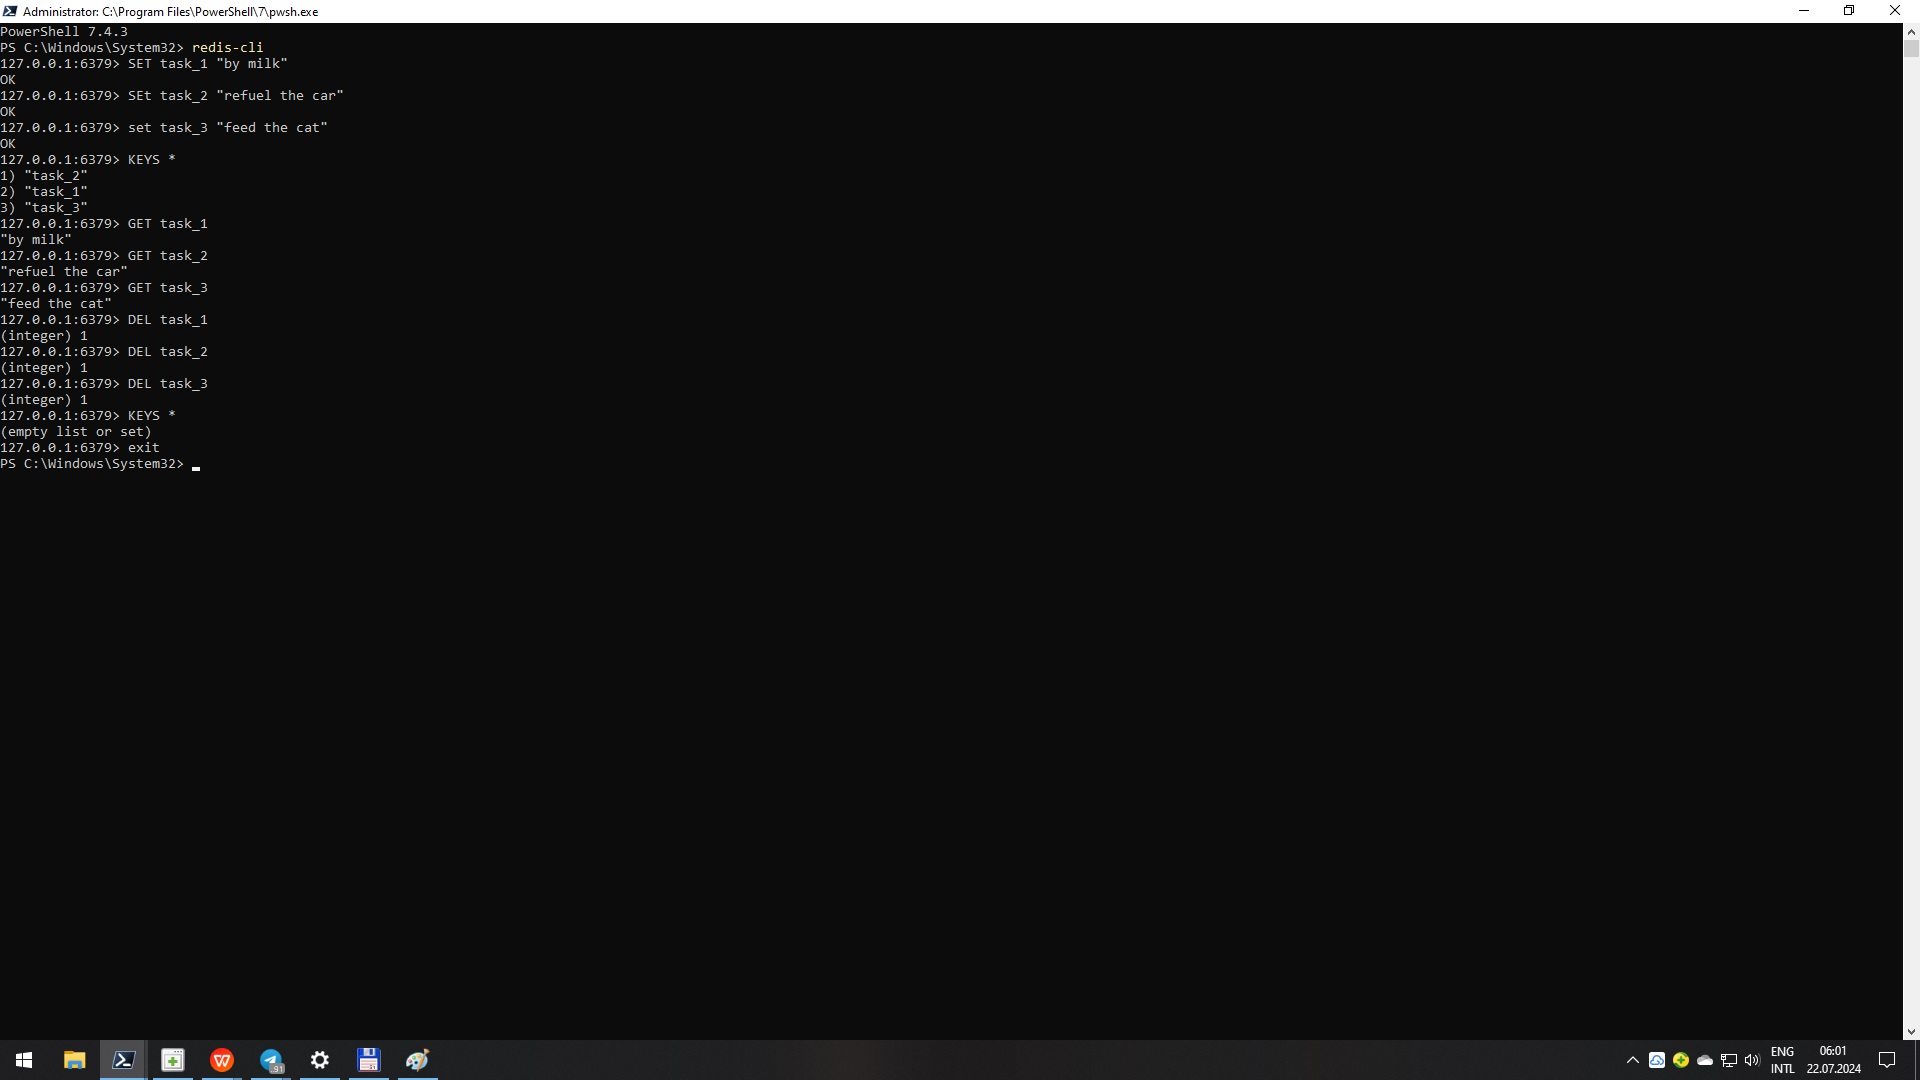 Administrator: C:\Program Files\PowerShell\7\pwsh.exe
PowerShell 7.4.3
PS C:\Windows\System32> redis-cli
127.0.0.1:6379> SET task_1 "by milk"
OK
127.0.0.1:6379> SEt task_2 "refuel the car"
OK
127.0.0.1:6379> set task_3 "feed the cat"
OK
127.0.0.1:6379> KEYS *
1) "task_2"
2) "task_1"
3) "task_3"
127.0.0.1:6379> GET task_1
"by milk"
127.0.0.1:6379> GET task_2
"refuel the car"
127.0.0.1:6379> GET task_3
"feed the cat"
127.0.0.1:6379> DEL task_1
(integer) 1
127.0.0.1:6379> DEL task_2
(integer) 1
127.0.0.1:6379> DEL task_3
(integer) 1
127.0.0.1:6379> KEYS *
(empty list or set)
127.0.0.1:6379> exit
PS C:\Windows\System32>
W
..91
ENG
INTL
06:01
22.07.2024